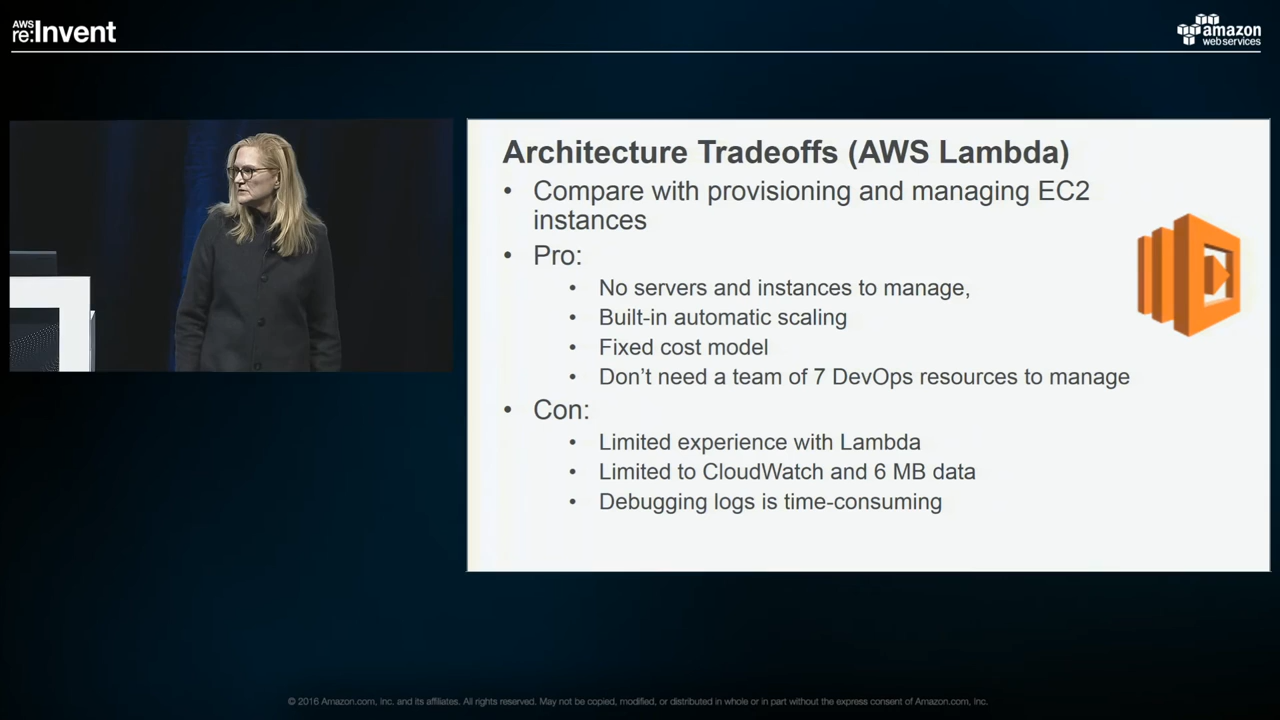 AWS
re:Invent
amazon
web services
Architecture Tradeoffs (AWS Lambda)
• Compare with provisioning and managing EC2
instances
• Pro:
• No servers and instances to manage,
• Built-in automatic scaling
• Fixed cost model
• Don’t need a team of 7 DevOps resources to manage
• Con:
• Limited experience with Lambda
• Limited to CloudWatch and 6 MB data
• Debugging logs is time-consuming
© 2016 Amazon.com, Inc. and its affiliates. All rights reserved. May not be copied, modified, or distributed in whole or in part without the express consent of Amazon.com, Inc.